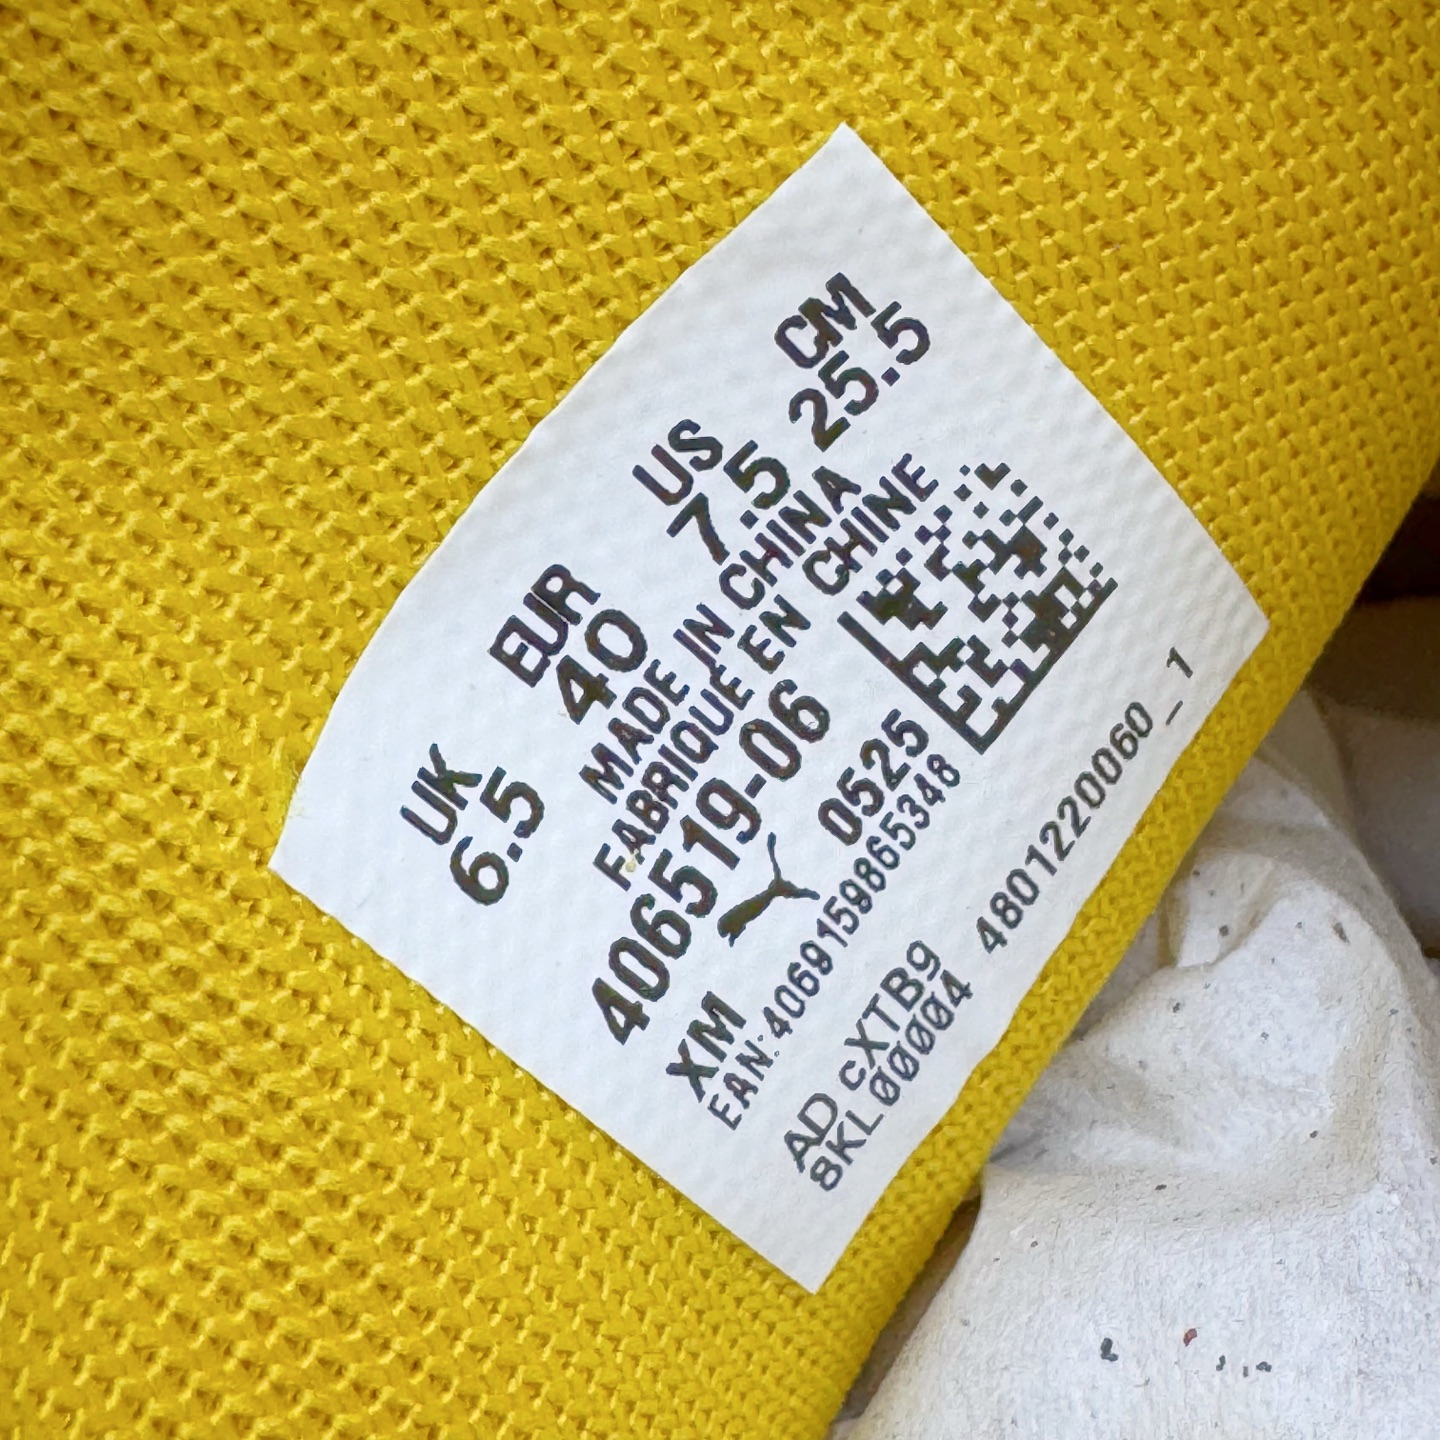 UK EUR US CM
6.5 40 7.5 25.5
MADE IN CHINA
FABRIQUE EN CHINE
406519-06
XM 0525
EAN:4069159865348
AD cXTB9 4801220060_1
8KL00004